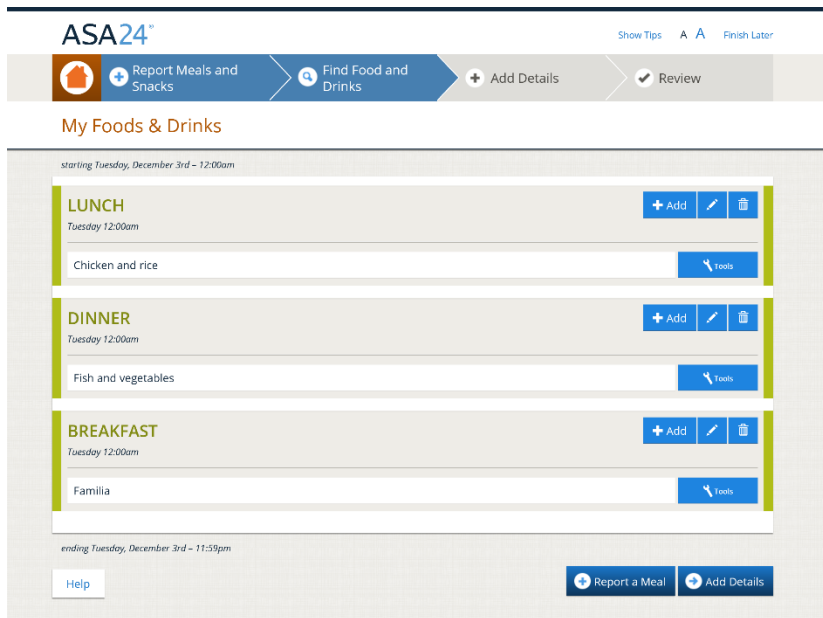 ASA24®
Show Tips A A Finish Later
Report Meals and
Snacks
Find Food and
Drinks
Add Details
Review
My Foods & Drinks
starting Tuesday, December 3rd – 12:00am
LUNCH
Add
Tuesday 12:00am
Chicken and rice
Tools
DINNER
Add
Tuesday 12:00am
Fish and vegetables
Tools
BREAKFAST
Add
Tuesday 12:00am
Familia
Tools
ending Tuesday, December 3rd – 11:59pm
Help
Report a Meal
Add Details